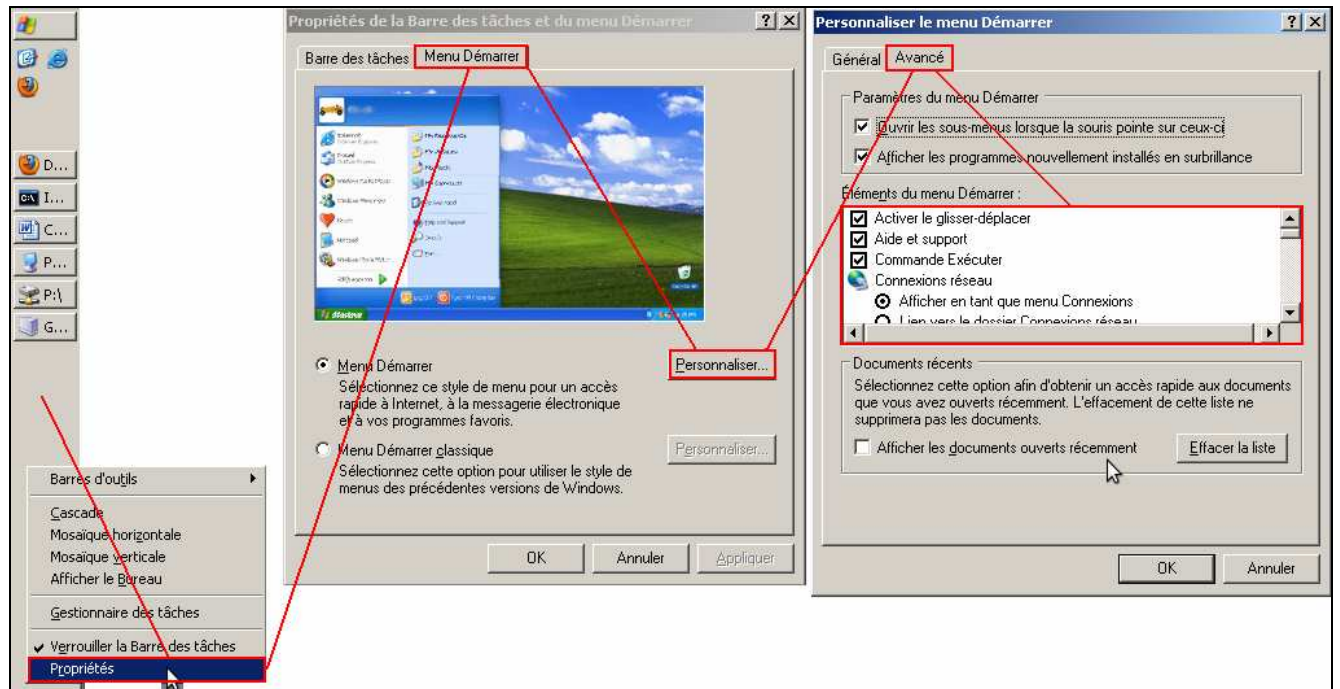 D...
I...
C...
P...
P:\
G...
Barres d'outils
Cascade
Mosaïque horizontale
Mosaïque verticale
Afficher le Bureau
Gestionnaire des tâches
Verrouiller la Barre des tâches
Propriétés
Propriétés de la Barre des tâches et du menu Démarrer
Barre des tâches Menu Démarrer
Menu Démarrer
Personnaliser...
Sélectionnez ce style de menu pour un accès
rapide à Internet, à la messagerie électronique
et à vos programmes favoris.
Menu Démarrer classique
Personnaliser...
Sélectionnez cette option pour utiliser le style de
menus des précédentes versions de Windows.
OK Annuler Appliquer
Personnaliser le menu Démarrer
Général Avancé
Paramètres du menu Démarrer
Ouvrir les sous-menus lorsque la souris pointe sur ceux-ci
Afficher les programmes nouvellement installés en surbrillance
Éléments du menu Démarrer :
Activer le glisser-déplacer
Aide et support
Commande Exécuter
Connexions réseau
Afficher en tant que menu Connexions
Lien vers le dossier Connexions réseau
Documents récents
Sélectionnez cette option afin d'obtenir un accès rapide aux documents
que vous avez ouverts récemment. L'effacement de cette liste ne
supprimera pas les documents.
Afficher les documents ouverts récemment
Effacer la liste
OK Annuler